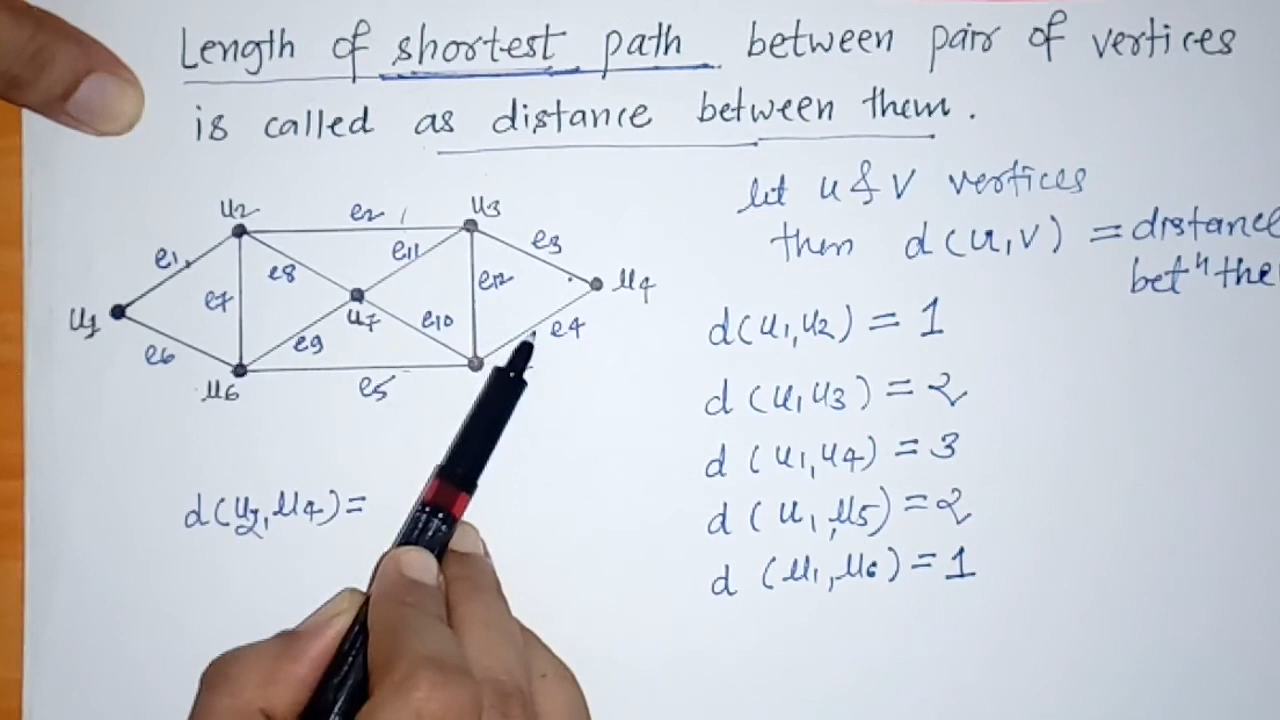 Length of shortest path between pair of vertices
is called as distance between them.
let u & v vertices
then d(u,v) = distance
betⁿ the
u2 e2 u3
e1 e8 e11 e3
e7 e12 u4
u1 u7 e10 e4
e6 e9
u6 e5
d(u1,u2) = 1
d(u1,u3) = 2
d(u1,u4) = 3
d(u1,u5) = 2
d(u1,u6) = 1
d(u7,u4)=